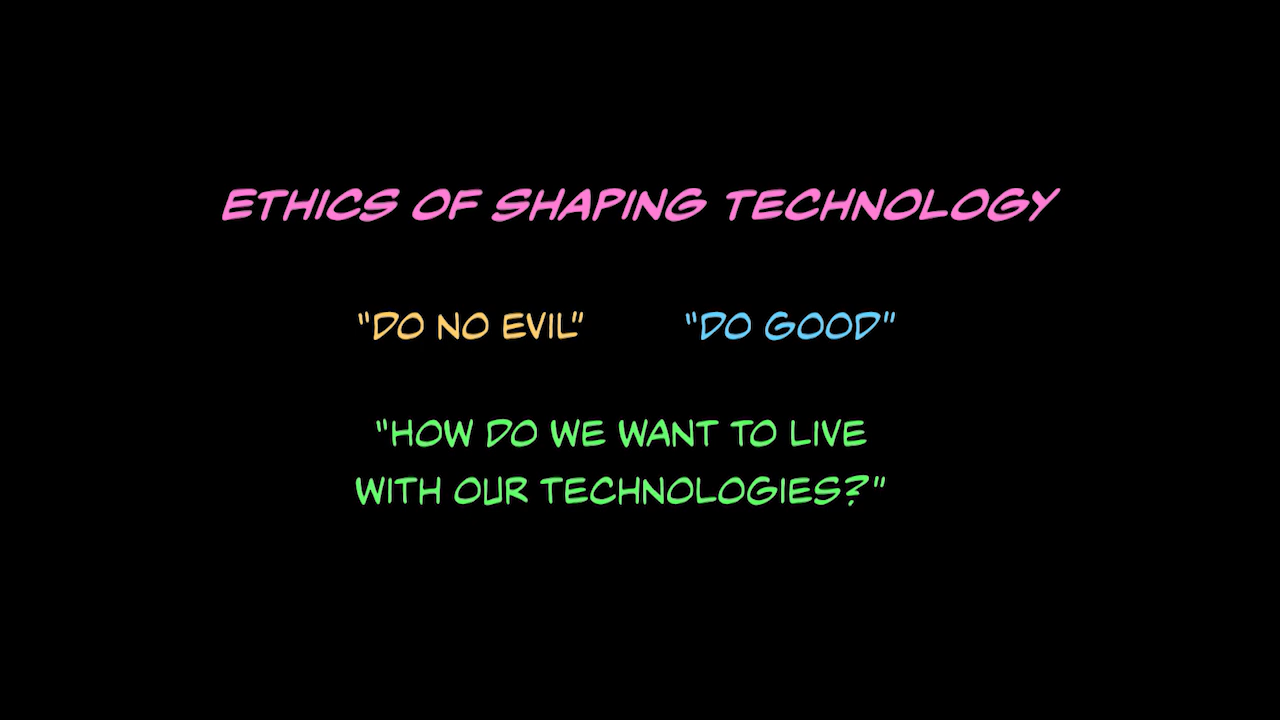 ETHICS OF SHAPING TECHNOLOGY
"DO NO EVIL" "DO GOOD"
"HOW DO WE WANT TO LIVE
WITH OUR TECHNOLOGIES?"